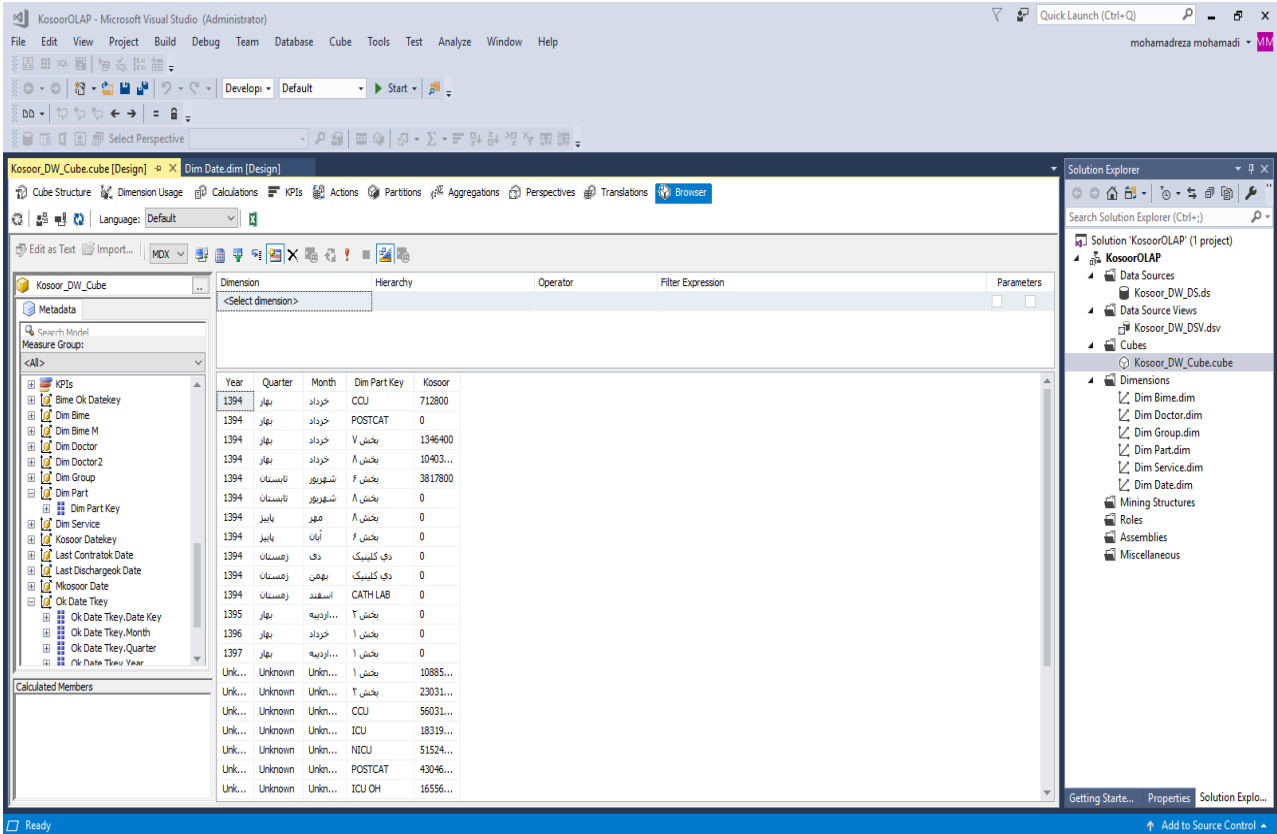 KosoorOLAP - Microsoft Visual Studio (Administrator)
Quick Launch (Ctrl+Q)
File Edit View Project Build Debug Team Database Cube Tools Test Analyze Window Help
mohamadreza mohamadi MM
Develop Default Start
Select Perspective
Kosoor_DW_Cube.cube [Design] Dim Date.dim [Design]
Cube Structure Dimension Usage Calculations KPIs Actions Partitions Aggregations Perspectives Translations Browser
Language: Default
Edit as Text Import... MDX
Kosoor_DW_Cube ..
Metadata
Search Model
Measure Group:
<All>
KPIs
Bime Ok Datekey
Dim Bime
Dim Bime M
Dim Doctor
Dim Doctor2
Dim Group
Dim Part
Dim Part Key
Dim Service
Kosoor Datekey
Last Contratok Date
Last Dischargeok Date
Mkosoor Date
Ok Date Tkey
Ok Date Tkey.Date Key
Ok Date Tkey.Month
Ok Date Tkey.Quarter
Ok Date Tkey.Year
Calculated Members
Dimension Hierarchy Operator Filter Expression Parameters
<Select dimension>
Year Quarter Month Dim Part Key Kosoor
1394 بهار خرداد CCU 712800
1394 بهار خرداد POSTCAT 0
1394 بهار خرداد بخش ۷ 1346400
1394 بهار خرداد بخش ۸ 10403...
1394 تابستان شهریور بخش ۶ 3817800
1394 تابستان شهریور بخش ۸ 0
1394 پاییز مهر بخش ۸ 0
1394 پاییز آبان بخش ۶ 0
1394 زمستان دی دي کلینیک 0
1394 زمستان بهمن دي کلینیک 0
1394 زمستان اسفند CATH LAB 0
1395 بهار اردیبه... بخش ۲ 0
1396 بهار خرداد بخش ۱ 0
1397 بهار اردیبه... بخش ۱ 0
Unk... Unknown Unkn... بخش ۱ 10885...
Unk... Unknown Unkn... بخش ۲ 23031...
Unk... Unknown Unkn... CCU 56031...
Unk... Unknown Unkn... ICU 18319...
Unk... Unknown Unkn... NICU 51524...
Unk... Unknown Unkn... POSTCAT 43046...
Unk... Unknown Unkn... ICU OH 16556...
Solution Explorer
Search Solution Explorer (Ctrl+;)
Solution 'KosoorOLAP' (1 project)
KosoorOLAP
Data Sources
Kosoor_DW_DS.ds
Data Source Views
Kosoor_DW_DSV.dsv
Cubes
Kosoor_DW_Cube.cube
Dimensions
Dim Bime.dim
Dim Doctor.dim
Dim Group.dim
Dim Part.dim
Dim Service.dim
Dim Date.dim
Mining Structures
Roles
Assemblies
Miscellaneous
Getting Starte... Properties Solution Explo...
Ready
Add to Source Control